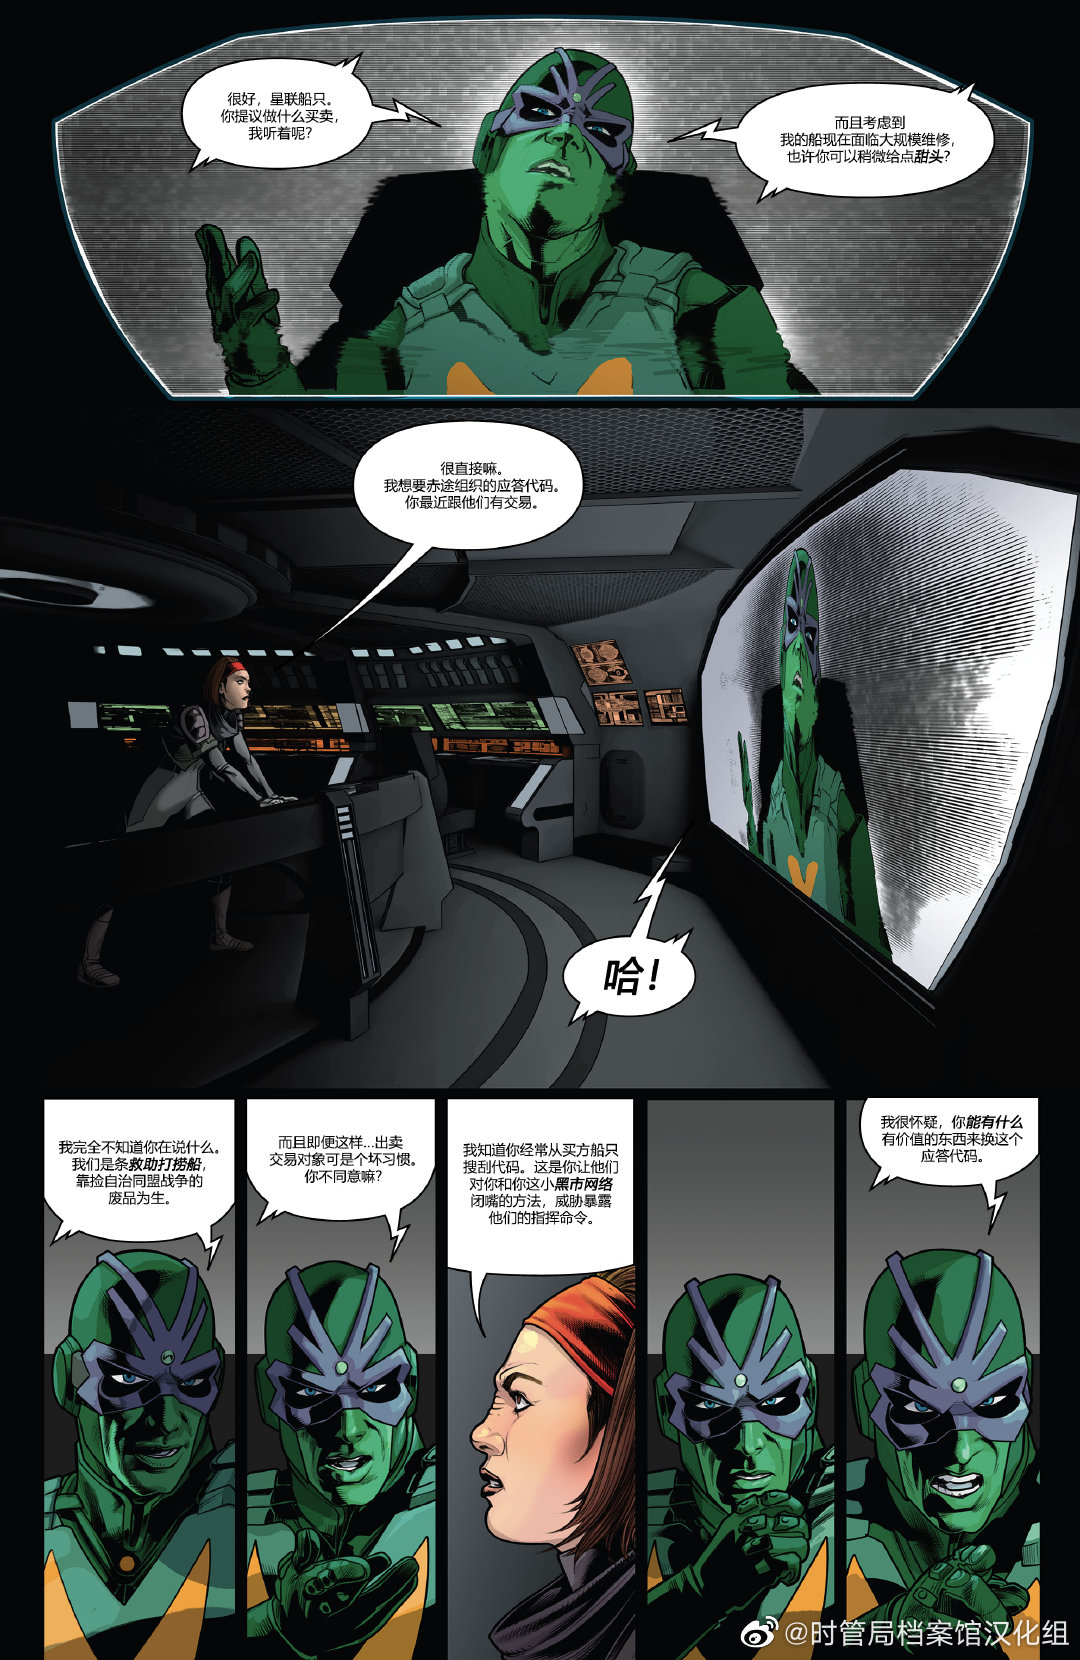 很好，星联船只。
你提议做什么买卖，
我听着呢？
而且考虑到
我的船现在面临大规模维修，
也许你可以稍微给点甜头？
很直接嘛。
我想要赤途组织的应答代码。
你最近跟他们有交易。
哈！
我完全不知道你在说什么。
我们是条救助打捞船，
靠捡自治同盟战争的
废品为生。
而且即便这样…出卖
交易对象可是个坏习惯。
你不同意嘛？
我知道你经常从买方船只
搜刮代码。这是你让他们
对你和你这小黑市网络
闭嘴的方法，威胁暴露
他们的指挥命令。
我很怀疑，你能有什么
有价值的东西来换这个
应答代码。
@时管局档案馆汉化组